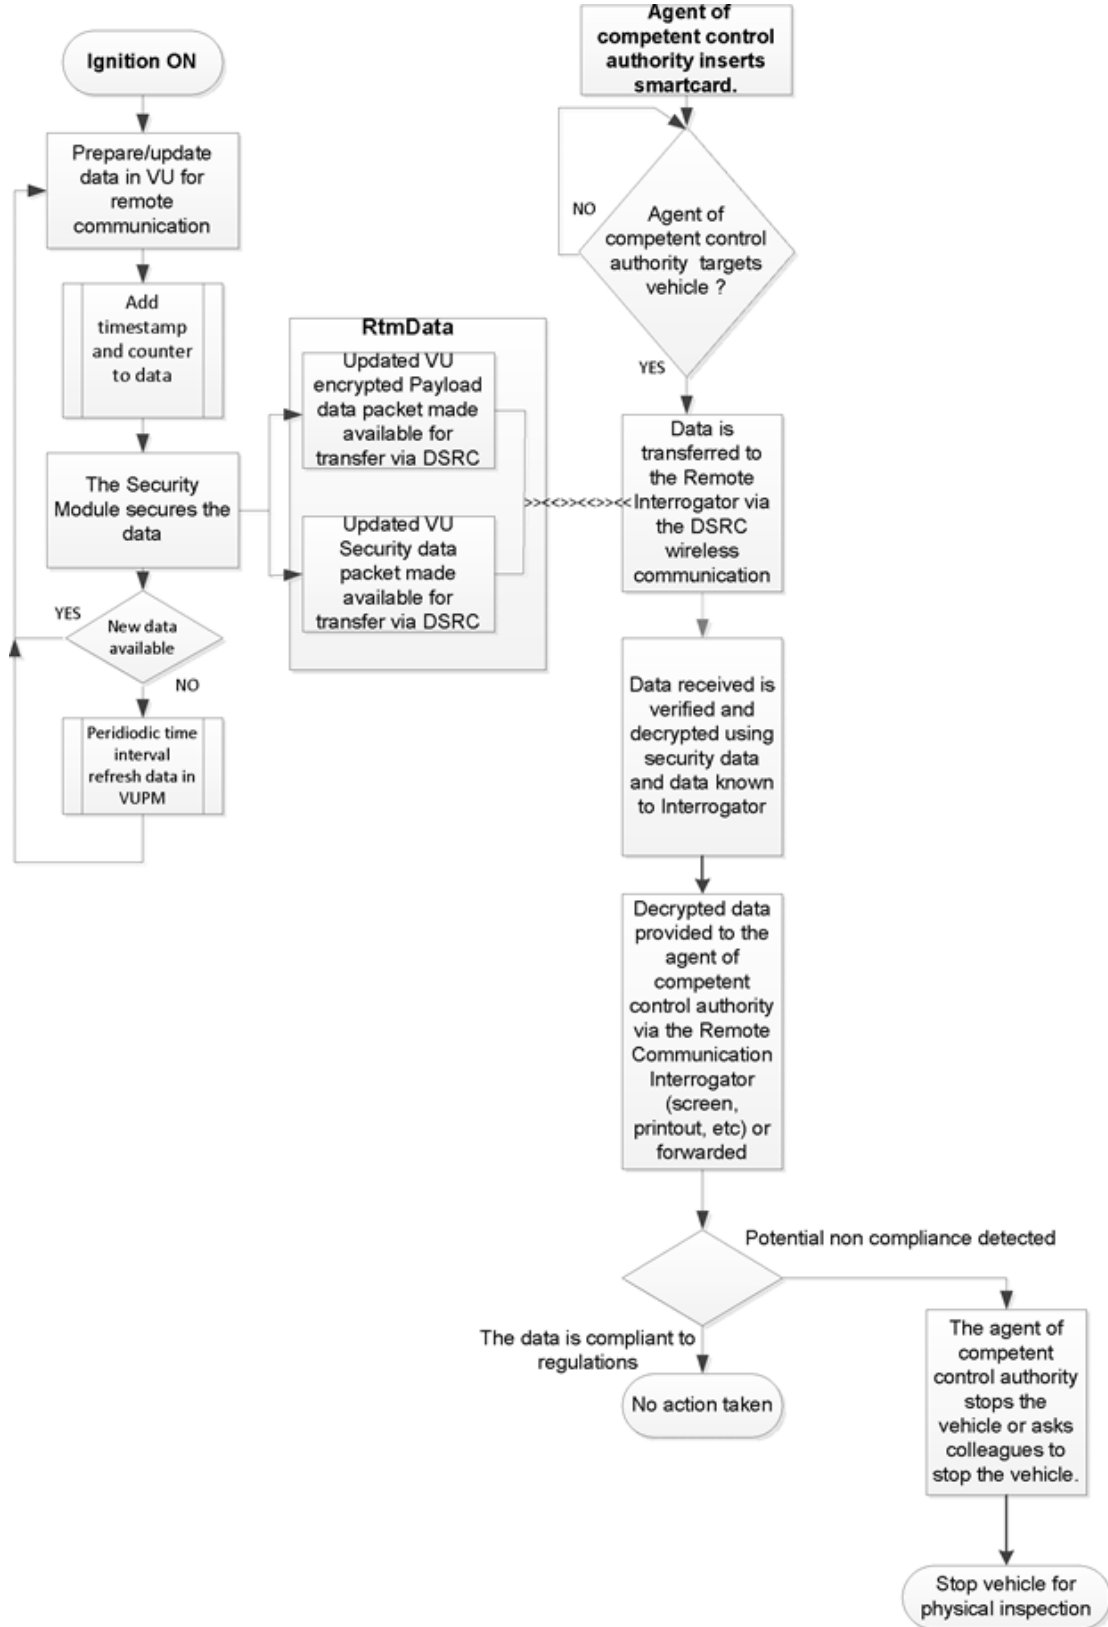 Ignition ON
Prepare/update
data in VU for
remote
communication
Add
timestamp
and counter
to data
The Security
Module secures the
data
YES
New data
available
NO
Peridiodic time
interval
refresh data in
VUPM
RtmData
Updated VU
encrypted Payload
data packet made
available for
transfer via DSRC
Updated VU
Security data
packet made
available for
transfer via DSRC
>><<>><<>><<
Agent of
competent control
authority inserts
smartcard.
NO
Agent of
competent control
authority targets
vehicle ?
YES
Data is
transferred to
the Remote
Interrogator via
the DSRC
wireless
communication
Data received is
verified and
decrypted using
security data
and data known
to Interrogator
Decrypted data
provided to the
agent of
competent
control authority
via the Remote
Communication
Interrogator
(screen,
printout, etc) or
forwarded
Potential non compliance detected
The data is compliant to
regulations
No action taken
The agent of
competent
control authority
stops the
vehicle or asks
colleagues to
stop the vehicle.
Stop vehicle for
physical inspection